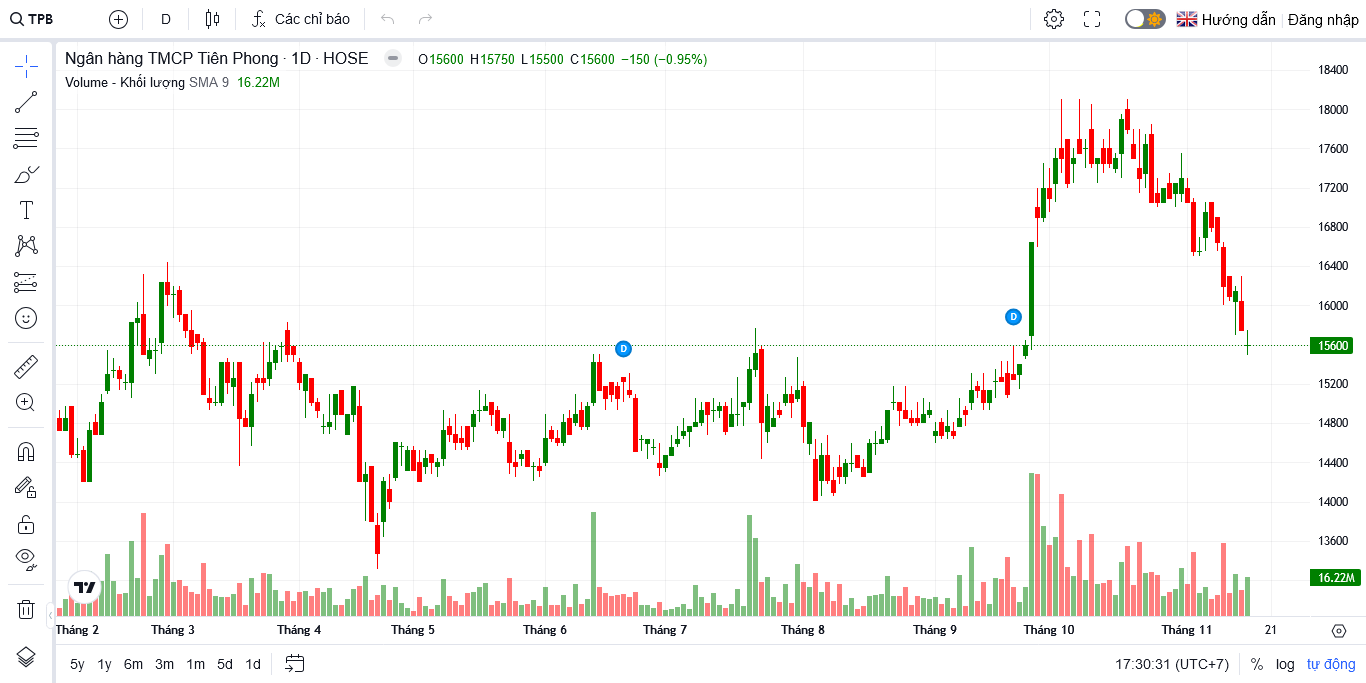 TPB D Các chỉ báo Hướng dẫn Đăng nhập
Ngân hàng TMCP Tiên Phong · 1D · HOSE O15600 H15750 L15500 C15600 −150 (−0.95%)
Volume - Khối lượng SMA 9 16.22M
18400
18000
17600
17200
16800
16400
16000
D
D
15600
15200
14800
14400
14000
13600
16.22M
Tháng 2 Tháng 3 Tháng 4 Tháng 5 Tháng 6 Tháng 7 Tháng 8 Tháng 9 Tháng 10 Tháng 11 21
5y 1y 6m 3m 1m 5d 1d 17:30:31 (UTC+7) % log tự động